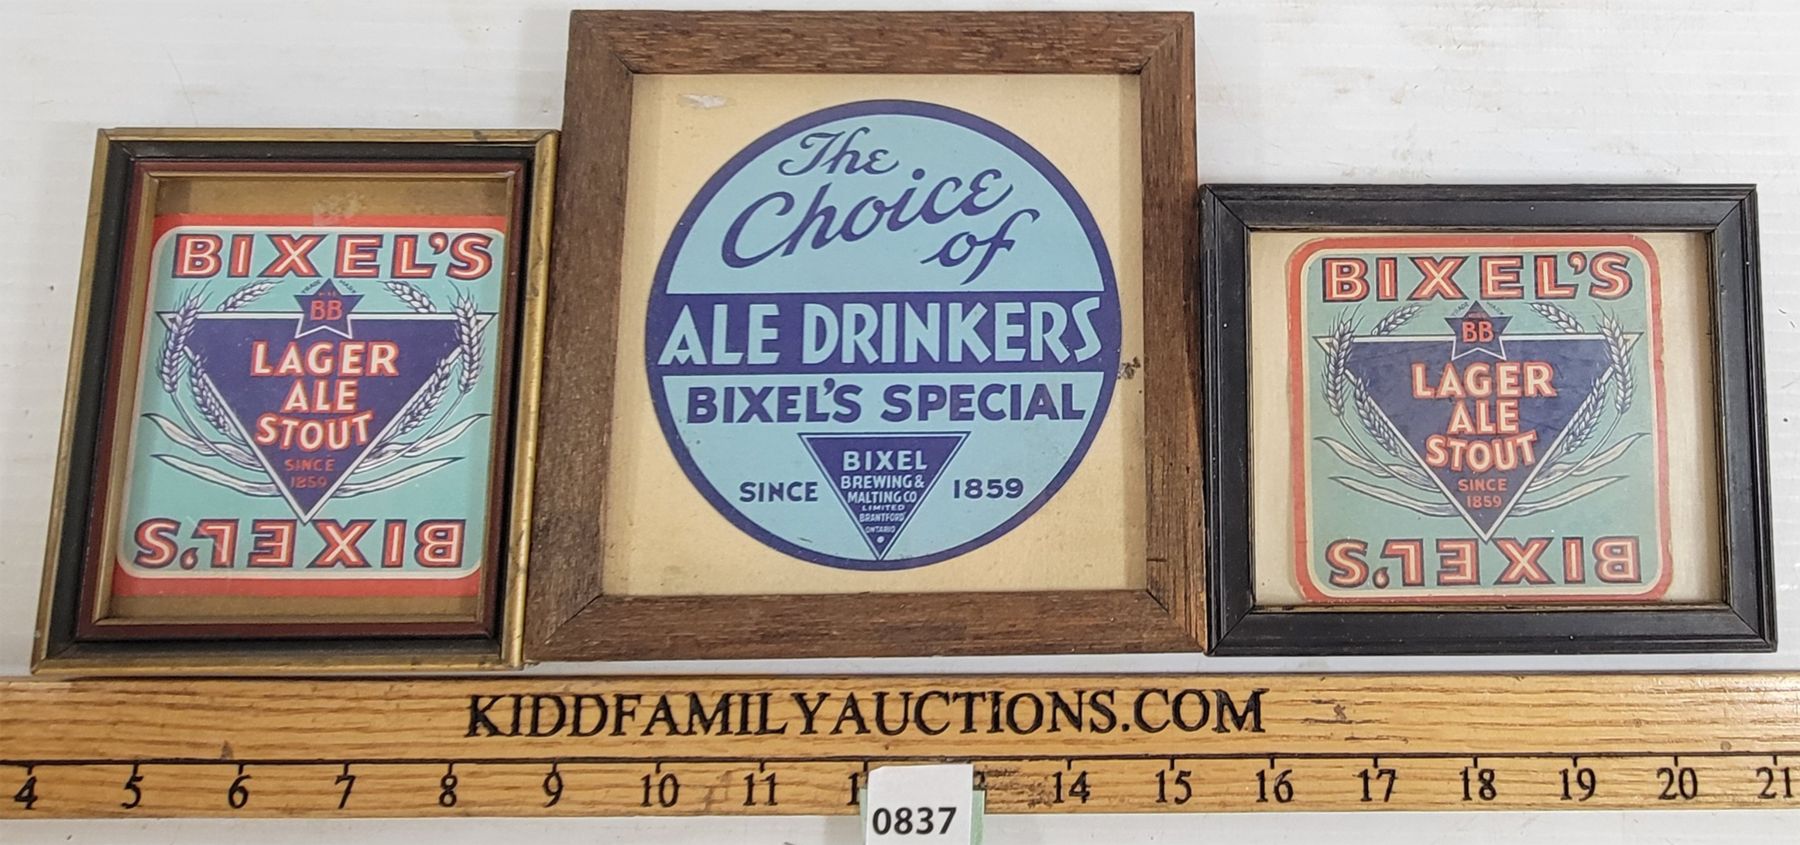 BIXEL'S
TRADE MARK
BB
LAGER
ALE
STOUT
SINCE
1859
BIXEL'S
The
Choice
of
ALE DRINKERS
BIXEL'S SPECIAL
SINCE 1859
BIXEL
BREWING &
MALTING CO
LIMITED
BRANTFORD
ONTARIO
BIXEL'S
BB
LAGER
ALE
STOUT
SINCE
1859
BIXEL'S
KIDDFAMILYAUCTIONS.COM
4 5 6 7 8 9 10 11 14 15 16 17 18 19 20 21
0837